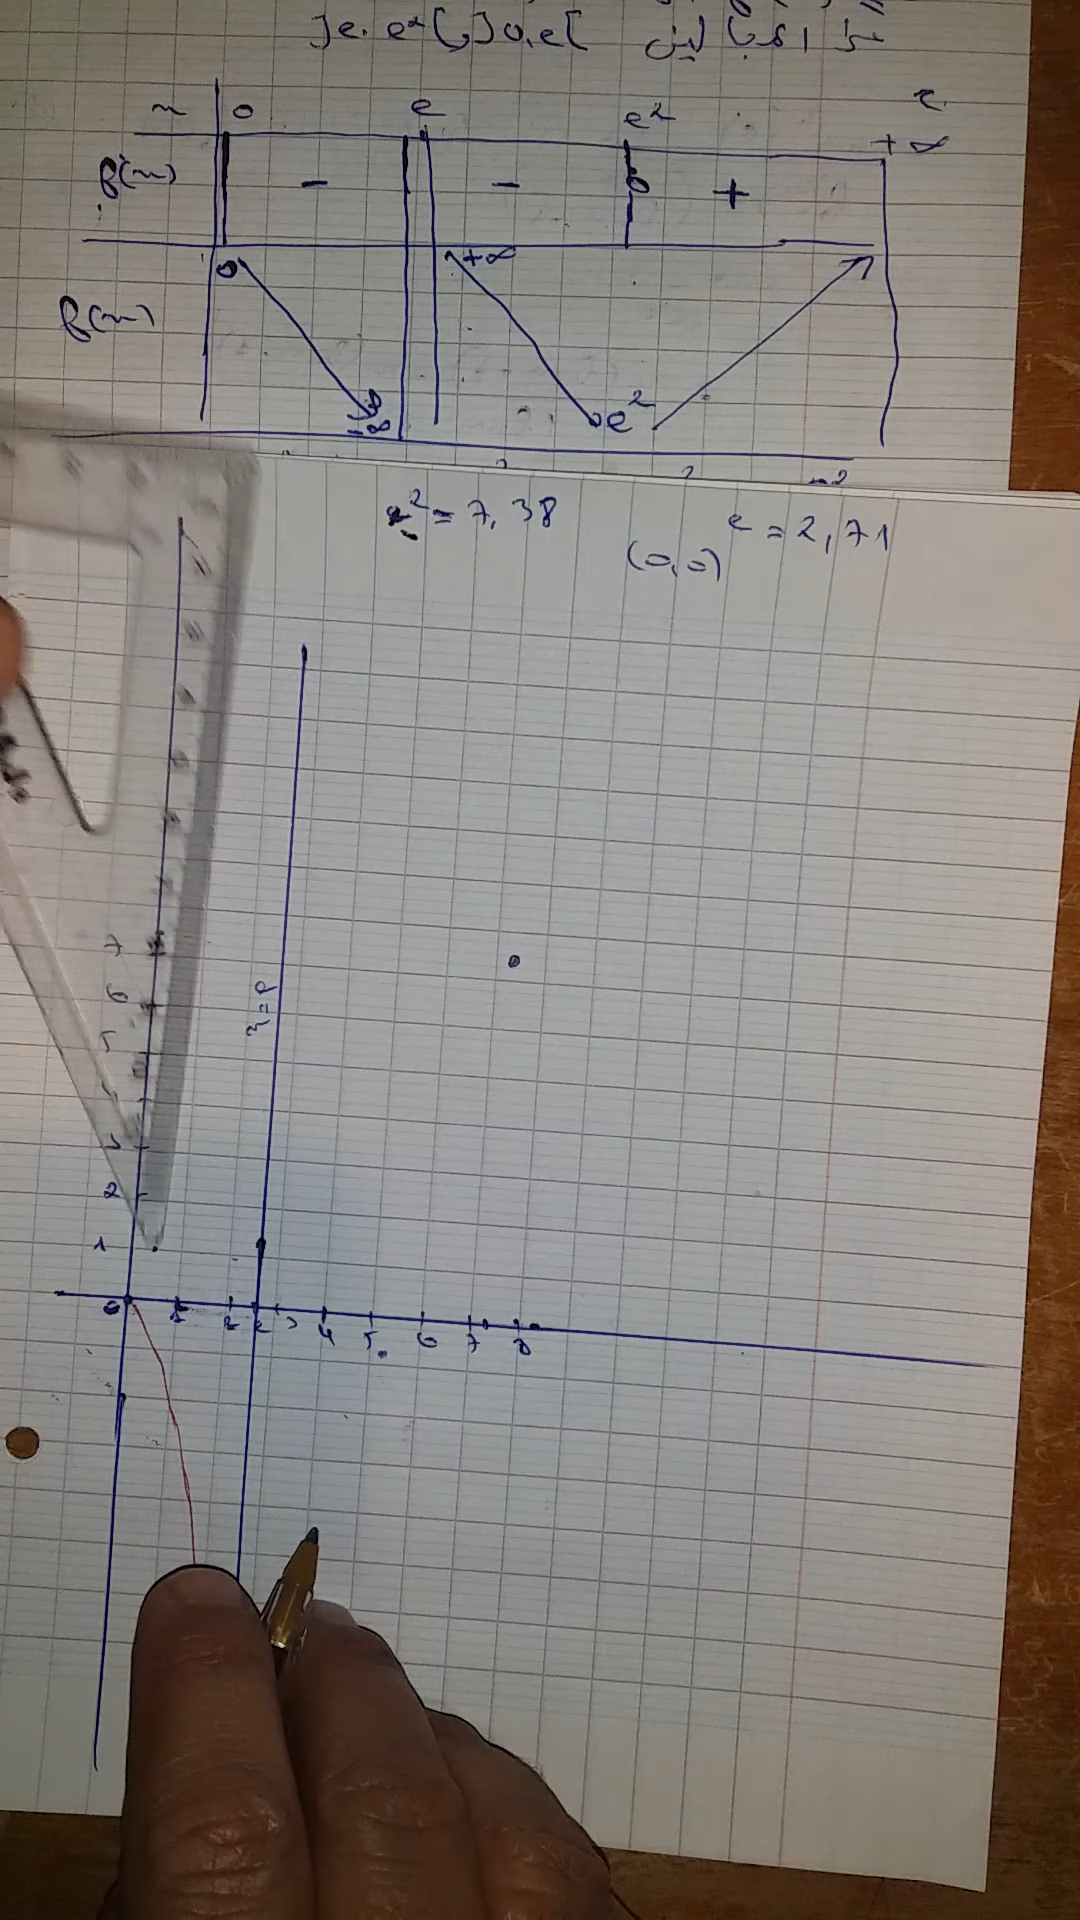 ]e. e²[ , ]0, e[
x 0 e e² +∞
f'(x) - - 0 +
f(x) 0 -∞ +∞ e²
e² = 7,38
e = 2,71
(0,0)
7
6
5
3
2
1
0 1 2 e 3 4 5 6 7 8
x=e